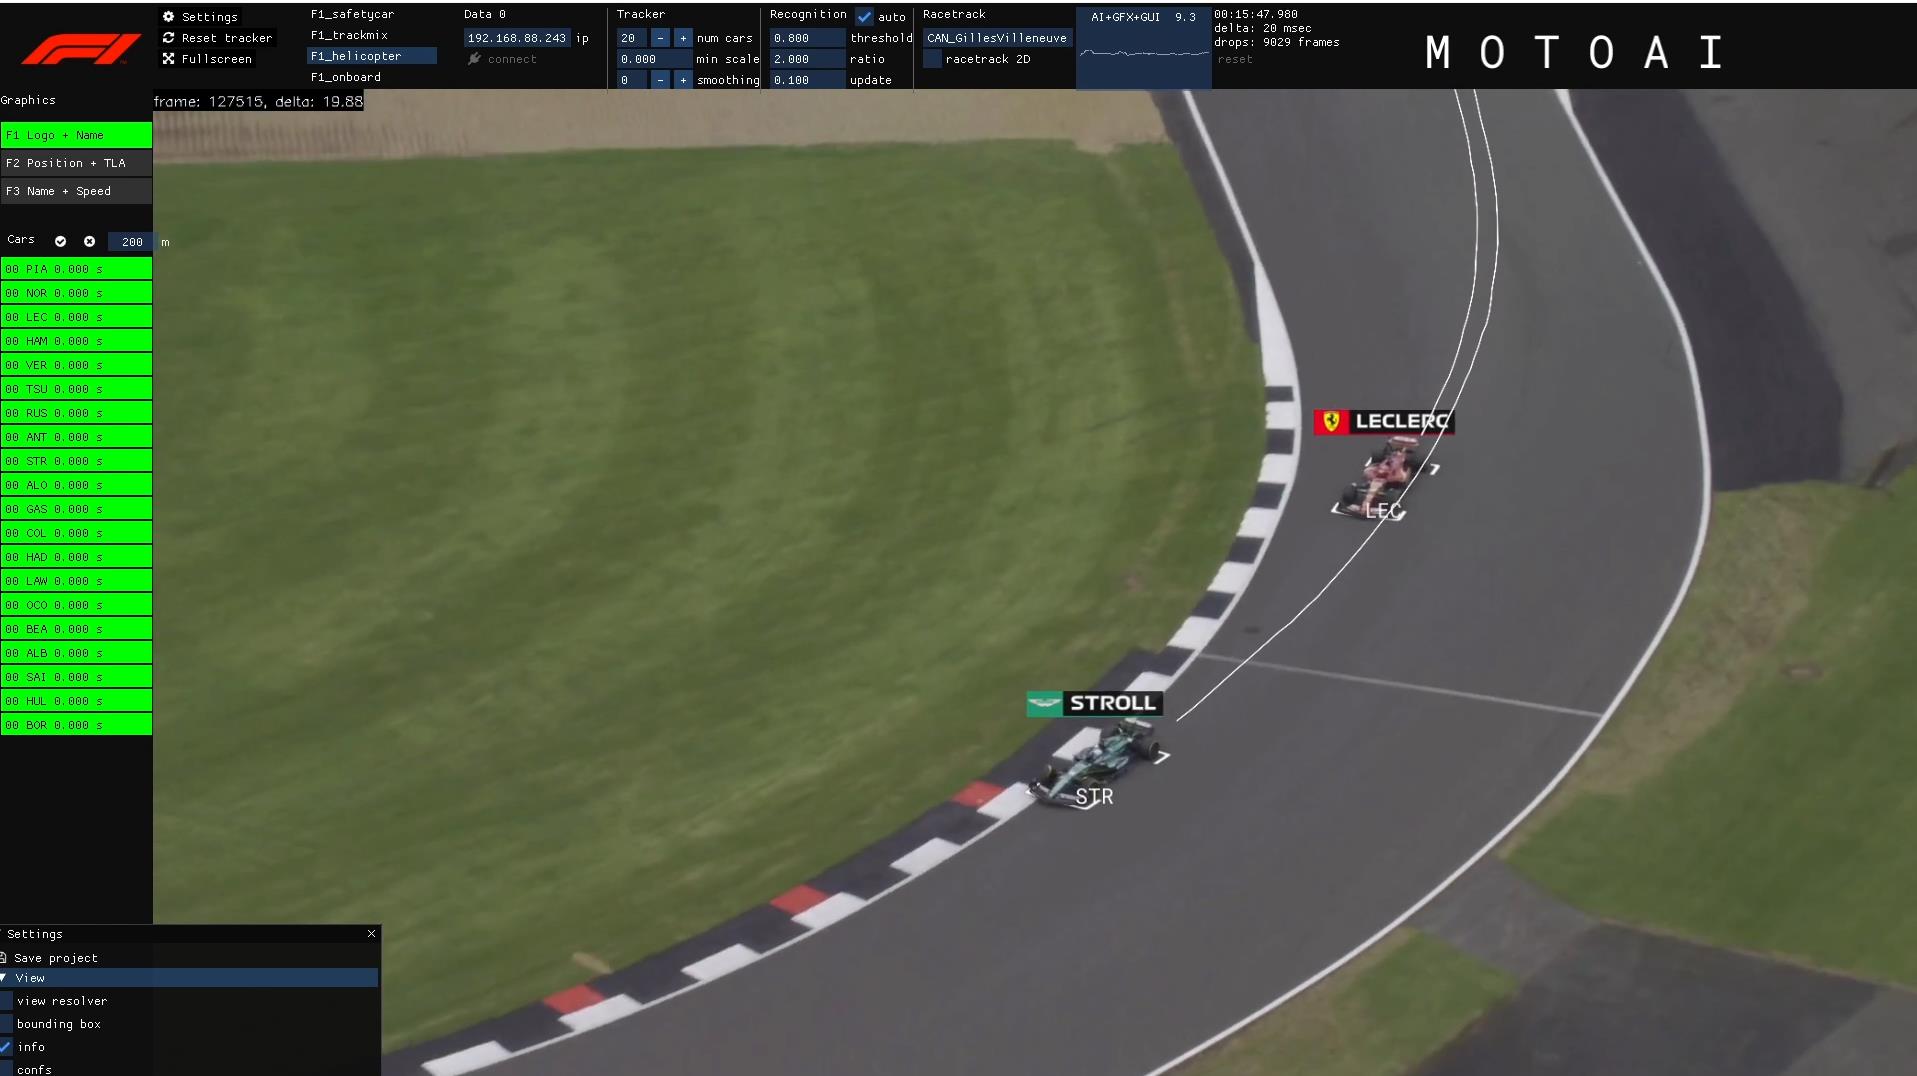 Settings
Reset tracker
Fullscreen
F1_safetycar
F1_trackmix
F1_helicopter
F1_onboard
Data 0
192.168.88.243 ip
connect
Tracker
20 - + num cars
0.000 min scale
0 - + smoothing
Recognition auto
0.800 threshold
2.000 ratio
0.100 update
Racetrack
CAN_GillesVilleneuve
racetrack 2D
AI+GFX+GUI 9.3
00:15:47.980
delta: 20 msec
drops: 9029 frames
reset
MOTOAI
Graphics
frame: 127515, delta: 19.88
F1 Logo + Name
F2 Position + TLA
F3 Name + Speed
Cars 200 m
00 PIA 0.000 s
00 NOR 0.000 s
00 LEC 0.000 s
00 HAM 0.000 s
00 VER 0.000 s
00 TSU 0.000 s
00 RUS 0.000 s
00 ANT 0.000 s
00 STR 0.000 s
00 ALO 0.000 s
00 GAS 0.000 s
00 COL 0.000 s
00 HAD 0.000 s
00 LAW 0.000 s
00 OCO 0.000 s
00 BEA 0.000 s
00 ALB 0.000 s
00 SAI 0.000 s
00 HUL 0.000 s
00 BOR 0.000 s
LECLERC
LEC
STROLL
STR
Settings
Save project
View
view resolver
bounding box
info
confs